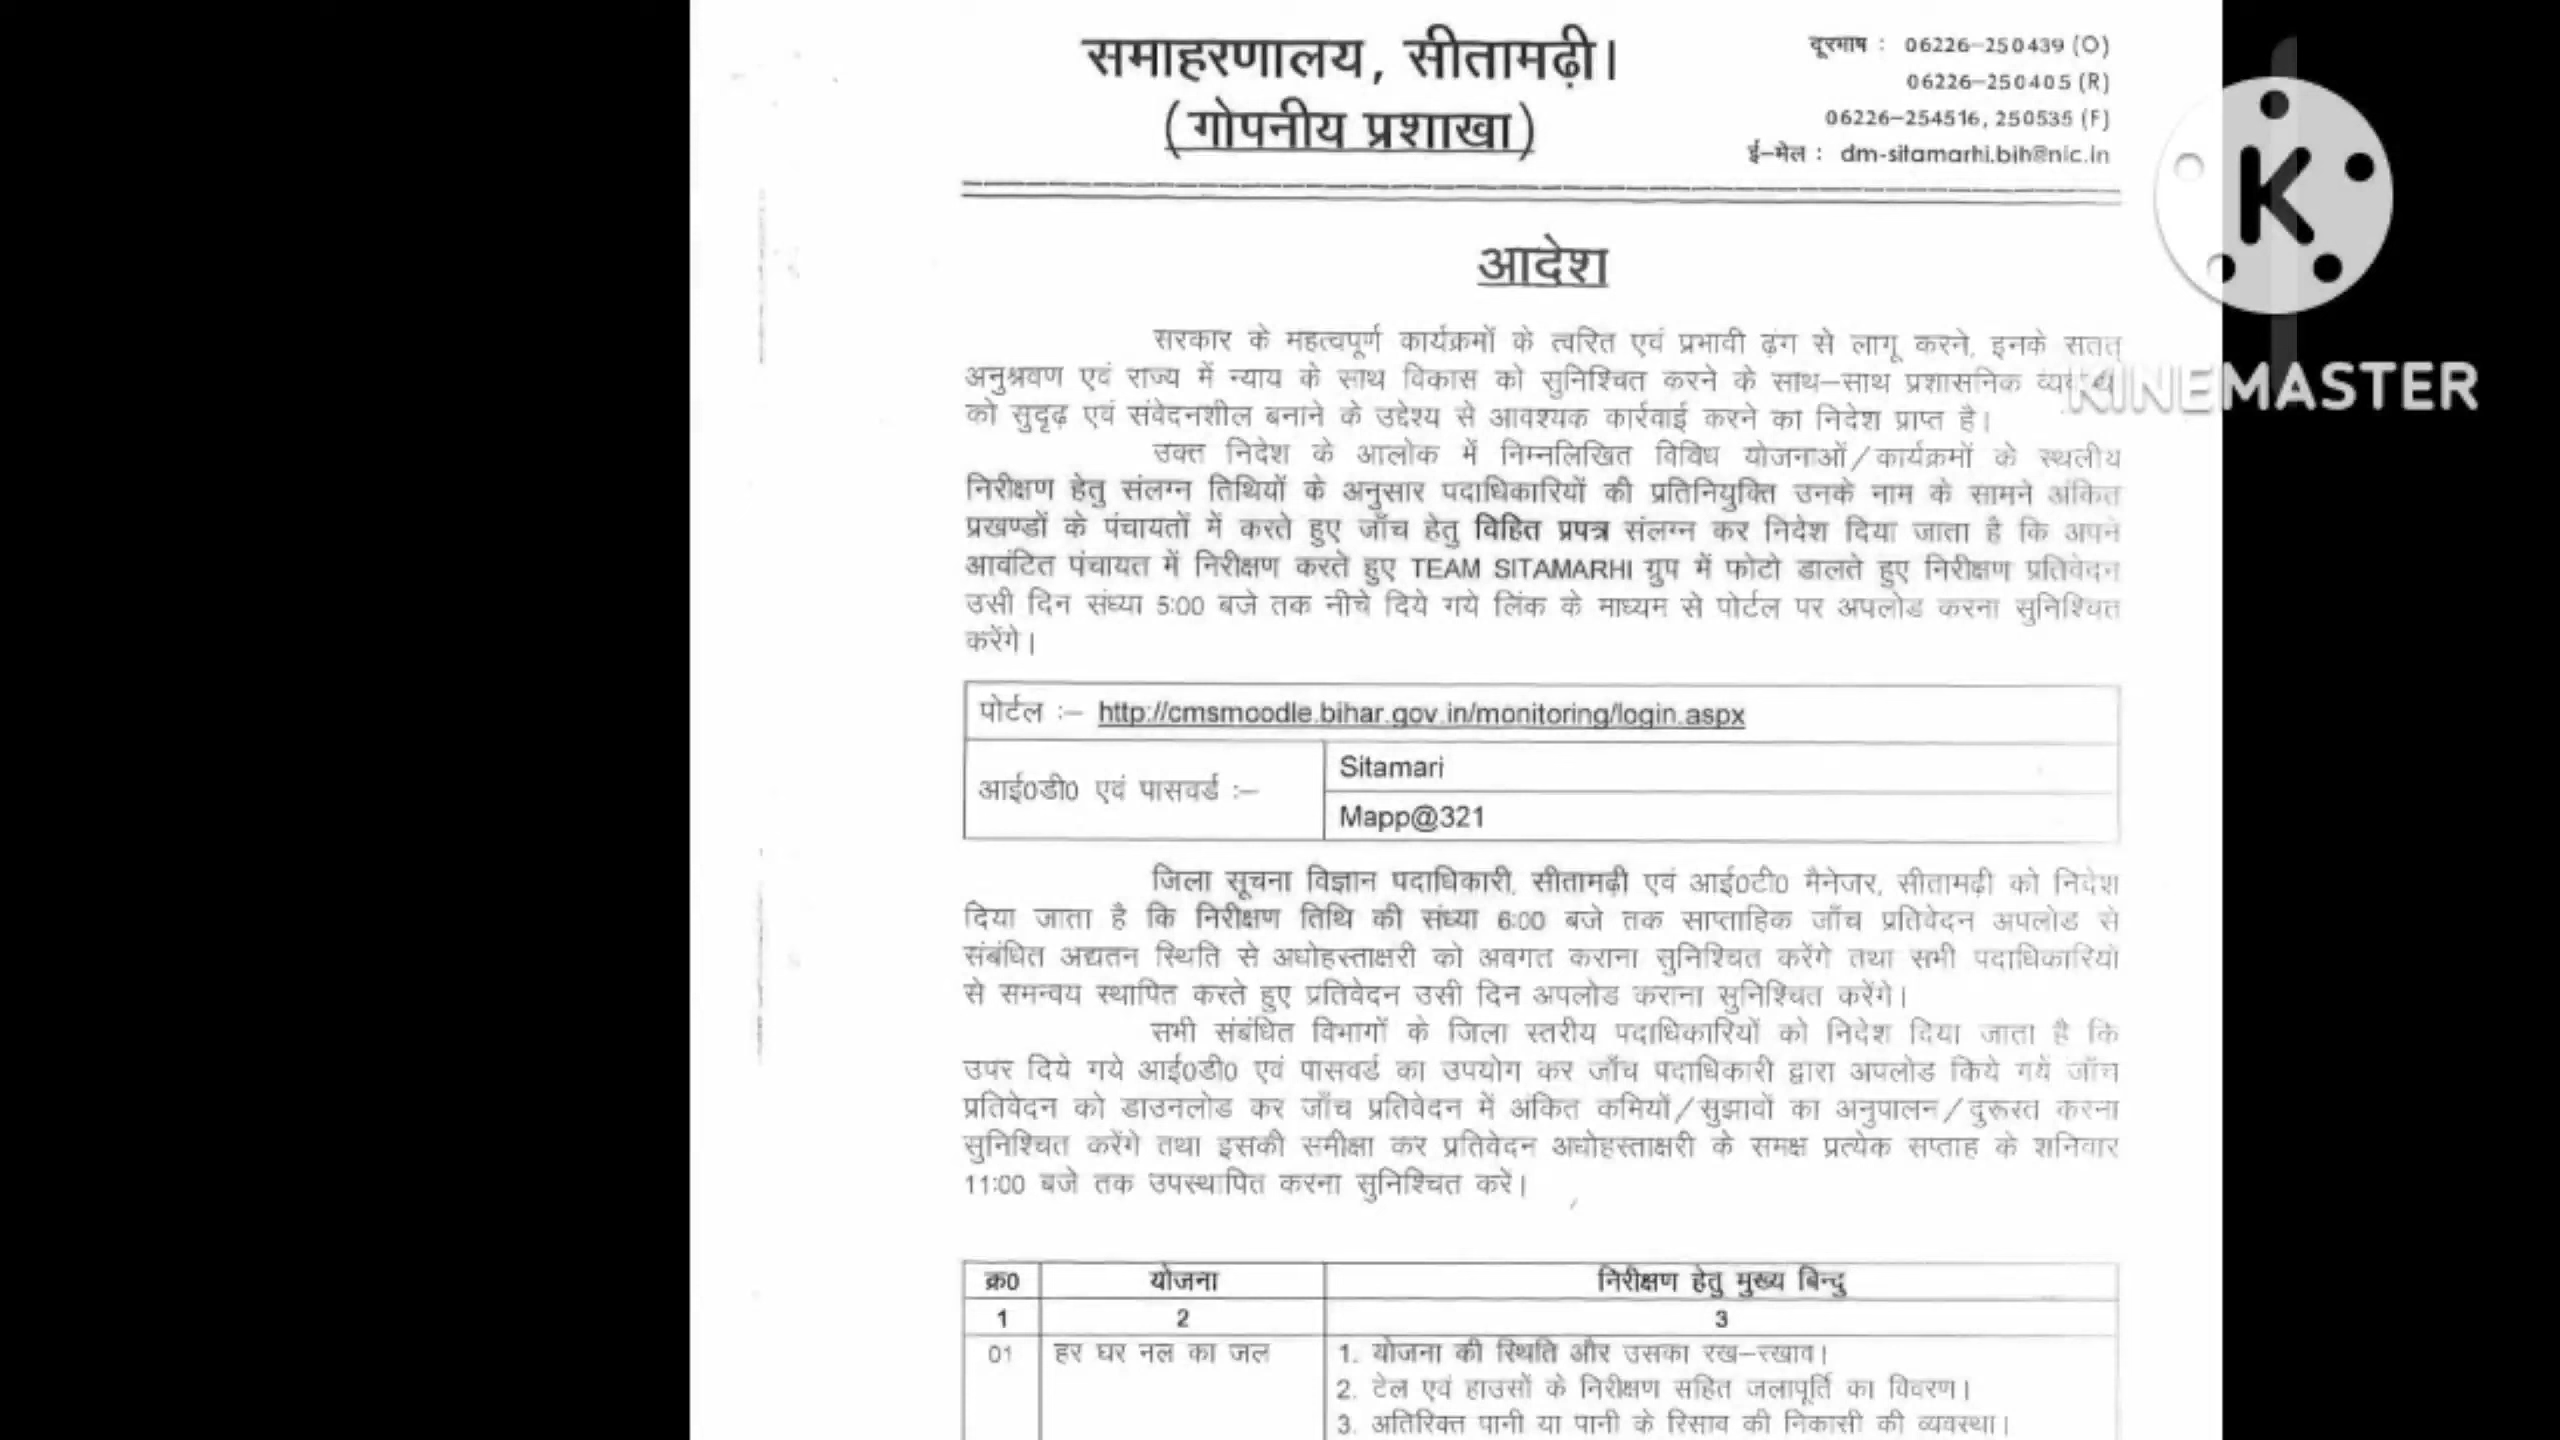 समाहरणालय, सीतामढ़ी।
(गोपनीय प्रशाखा)
दूरभाष : 06226-250439 (O)
06226-250405 (R)
06226-254516, 250535 (F)
ई-मेल : dm-sitamarhi.bih@nic.in
KINEMASTER
आदेश
सरकार के महत्वपूर्ण कार्यक्रमों के त्वरित एवं प्रभावी ढ़ंग से लागू करने, इनके सतत्
अनुश्रवण एवं राज्य में न्याय के साथ विकास को सुनिश्चित करने के साथ-साथ प्रशासनिक
को सुदृढ़ एवं संवेदनशील बनाने के उद्देश्य से आवश्यक कार्रवाई करने का निदेश प्राप्त है।
उक्त निदेश के आलोक में निम्नलिखित विविध योजनाओं/कार्यक्रमों के स्थलीय
निरीक्षण हेतु संलग्न तिथियों के अनुसार पदाधिकारियों की प्रतिनियुक्ति उनके नाम के सामने अंकित
प्रखण्डों के पंचायतों में करते हुए जाँच हेतु विहित प्रपत्र संलग्न कर निदेश दिया जाता है कि अपने
आवंटित पंचायत में निरीक्षण करते हुए TEAM SITAMARHI ग्रुप में फोटो डालते हुए निरीक्षण प्रतिवेदन
उसी दिन संध्या 5:00 बजे तक नीचे दिये गये लिंक के माध्यम से पोर्टल पर अपलोड करना सुनिश्चित
करेंगे।
पोर्टल :- http://cmsmoodle.bihar.gov.in/monitoring/login.aspx
आई0डी0 एवं पासवर्ड :-
Sitamari
Mapp@321
जिला सूचना विज्ञान पदाधिकारी, सीतामढ़ी एवं आई0टी0 मैनेजर, सीतामढ़ी को निदेश
दिया जाता है कि निरीक्षण तिथि की संध्या 6:00 बजे तक साप्ताहिक जाँच प्रतिवेदन अपलोड से
संबंधित अद्यतन स्थिति से अधोहस्ताक्षरी को अवगत कराना सुनिश्चित करेंगे तथा सभी पदाधिकारियों
से समन्वय स्थापित करते हुए प्रतिवेदन उसी दिन अपलोड कराना सुनिश्चित करेंगे।
सभी संबंधित विभागों के जिला स्तरीय पदाधिकारियों को निदेश दिया जाता है कि
उपर दिये गये आई0डी0 एवं पासवर्ड का उपयोग कर जाँच पदाधिकारी द्वारा अपलोड किये गयें जाँच
प्रतिवेदन को डाउनलोड कर जाँच प्रतिवेदन में अंकित कमियों/सुझावों का अनुपालन/दुरूस्त करना
सुनिश्चित करेंगे तथा इसकी समीक्षा कर प्रतिवेदन अधोहस्ताक्षरी के समक्ष प्रत्येक सप्ताह के शनिवार
11:00 बजे तक उपस्थापित करना सुनिश्चित करें।
क्र0 योजना निरीक्षण हेतु मुख्य बिन्दु
1 2 3
01 हर घर नल का जल 1. योजना की स्थिति और उसका रख-रखाव।
2. टेल एवं हाउसों के निरीक्षण सहित जलापूर्ति का विवरण।
3. अतिरिक्त पानी या पानी के रिसाव की निकासी की व्यवस्था।